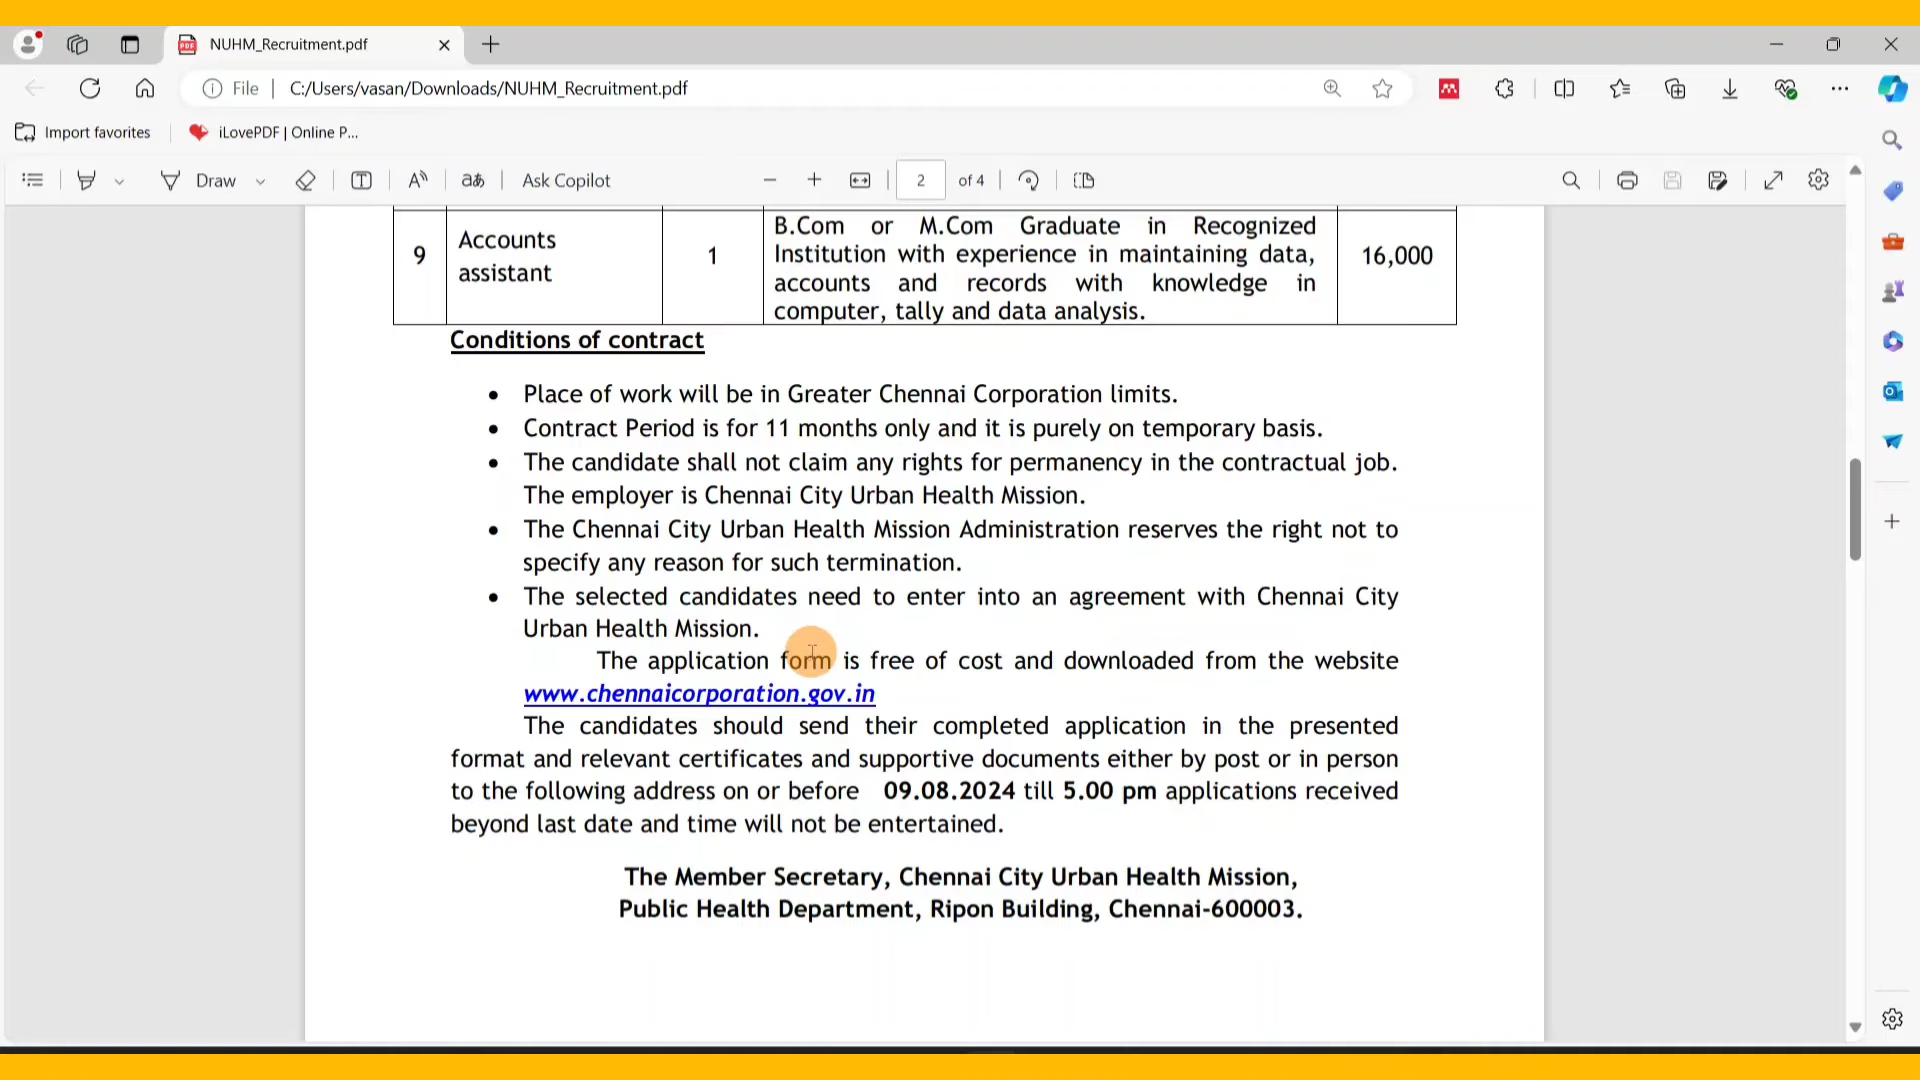 NUHM_Recruitment.pdf
File
C:/Users/vasan/Downloads/NUHM_Recruitment.pdf
Import favorites
iLovePDF | Online P...
Draw
Ask Copilot
2 of 4
9
Accounts assistant
1
B.Com or M.Com Graduate in Recognized
Institution with experience in maintaining data,
accounts and records with knowledge in
computer, tally and data analysis.
16,000
Conditions of contract
• Place of work will be in Greater Chennai Corporation limits.
• Contract Period is for 11 months only and it is purely on temporary basis.
• The candidate shall not claim any rights for permanency in the contractual job.
The employer is Chennai City Urban Health Mission.
• The Chennai City Urban Health Mission Administration reserves the right not to
specify any reason for such termination.
• The selected candidates need to enter into an agreement with Chennai City
Urban Health Mission.
The application form is free of cost and downloaded from the website
www.chennaicorporation.gov.in
The candidates should send their completed application in the presented
format and relevant certificates and supportive documents either by post or in person
to the following address on or before 09.08.2024 till 5.00 pm applications received
beyond last date and time will not be entertained.
The Member Secretary, Chennai City Urban Health Mission,
Public Health Department, Ripon Building, Chennai-600003.